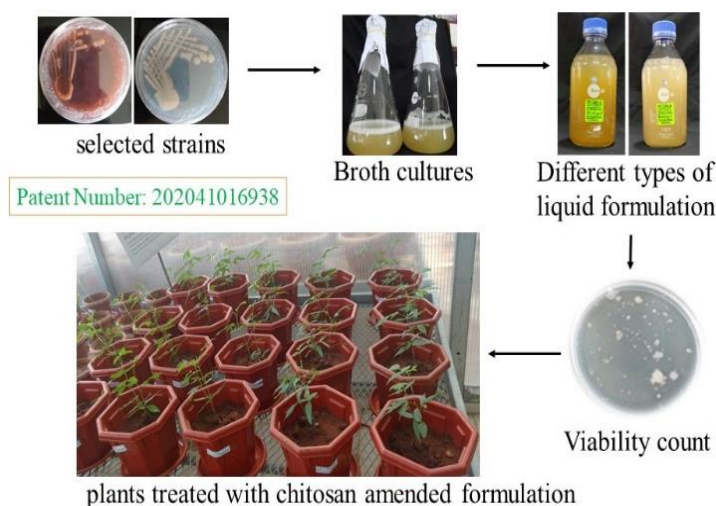 selected strains
Broth cultures
Different types of
liquid formulation
Patent Number: 202041016938
Viability count
plants treated with chitosan amended formulation